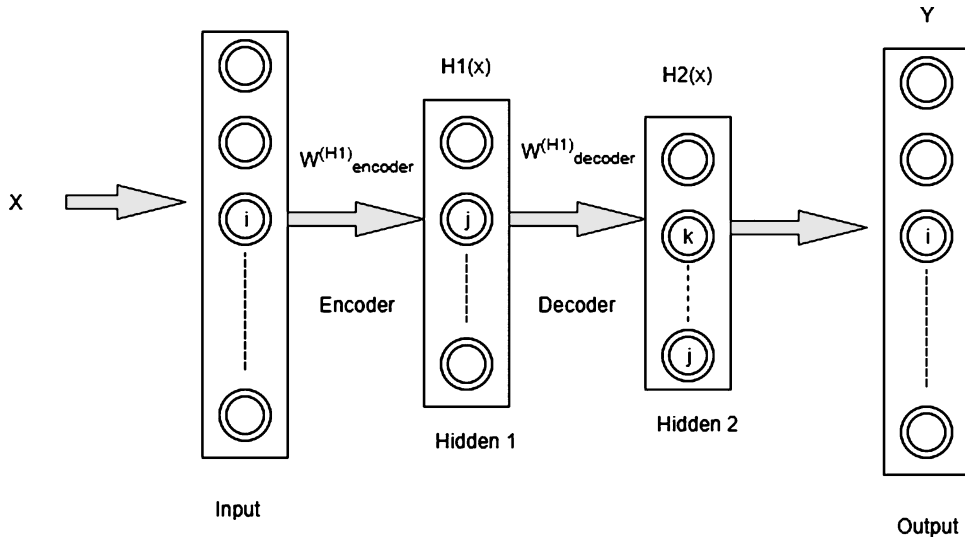 Y
H1(x)
H2(x)
W(H1)encoder
W(H1)decoder
X
i
j
k
i
Encoder
Decoder
j
Hidden 1
Hidden 2
Input
Output